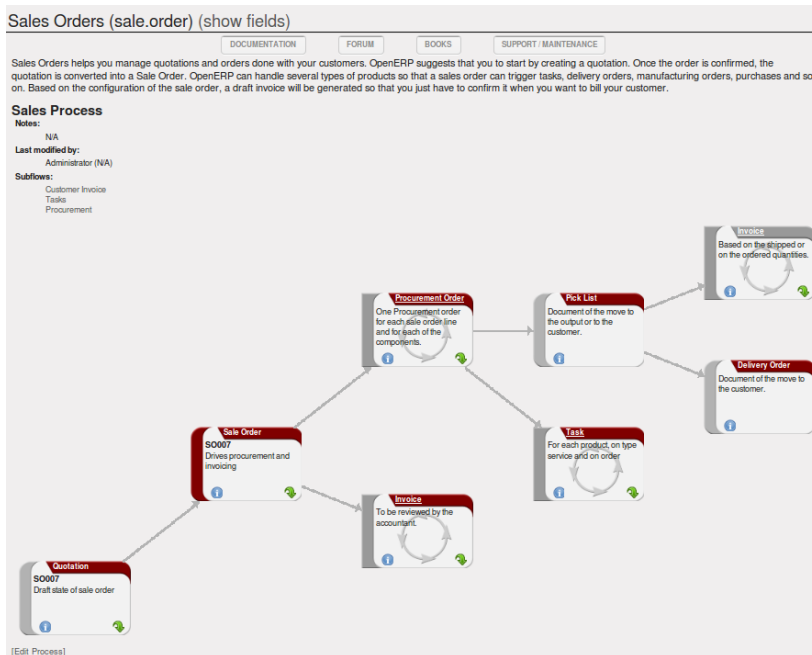 Sales Orders (sale.order) (show fields)
DOCUMENTATION FORUM BOOKS SUPPORT / MAINTENANCE
Sales Orders helps you manage quotations and orders done with your customers. OpenERP suggests that you to start by creating a quotation. Once the order is confirmed, the
quotation is converted into a Sale Order. OpenERP can handle several types of products so that a sales order can trigger tasks, delivery orders, manufacturing orders, purchases and so
on. Based on the configuration of the sale order, a draft invoice will be generated so that you just have to confirm it when you want to bill your customer.
Sales Process
Notes:
N/A
Last modified by:
Administrator (N/A)
Subflows:
Customer Invoice
Tasks
Procurement
Invoice
Based on the shipped or
on the ordered quantities.
Procurement Order
One Procurement order
for each sale order line
and for each of the
components.
Pick List
Document of the move to
the output or to the
customer.
Delivery Order
Document of the move to
the customer.
Sale Order
SO007
Drives procurement and
invoicing
Task
For each product, on type
service and on order
Invoice
To be reviewed by the
accountant.
Quotation
SO007
Draft state of sale order
[Edit Process]